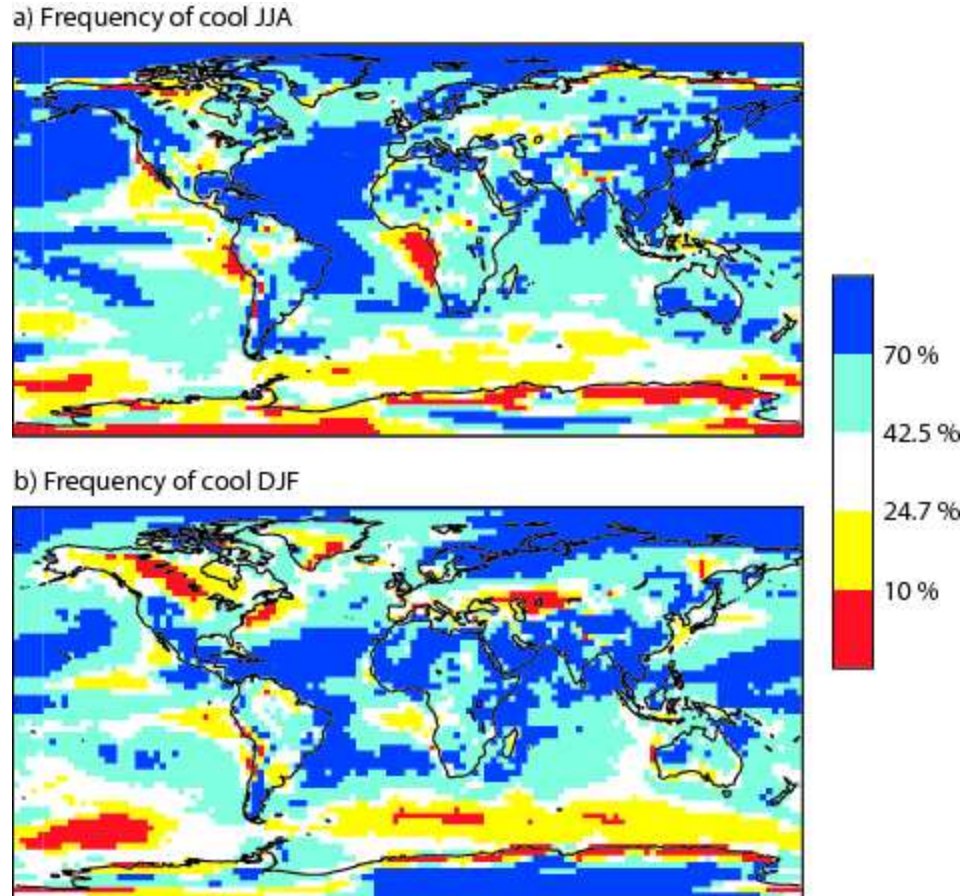 a) Frequency of cool JJA
70 %
42.5 %
24.7 %
10 %
b) Frequency of cool DJF